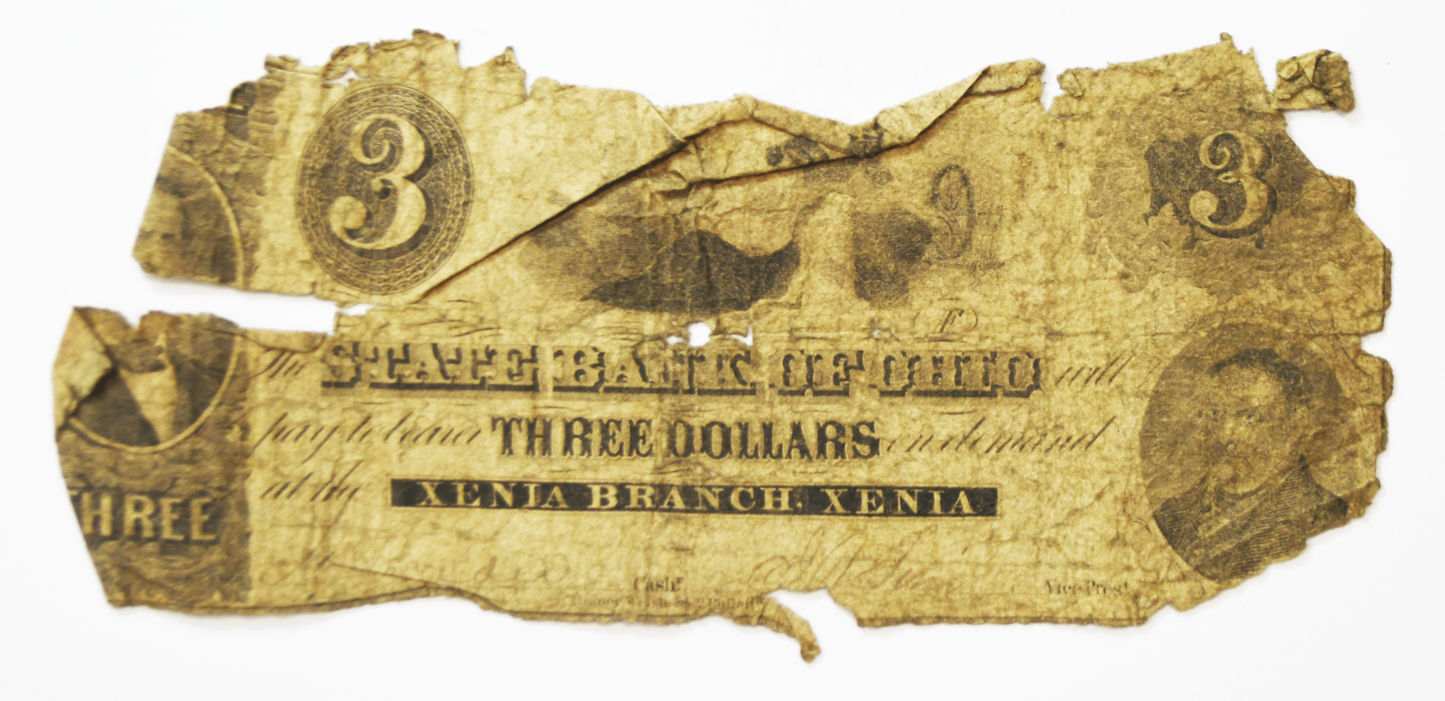 3
3
F
The STATE BANK OF OHIO will
pay to bearer THREE DOLLARS on demand
at the XENIA BRANCH, XENIA
THREE
Cashr
Vice Prest